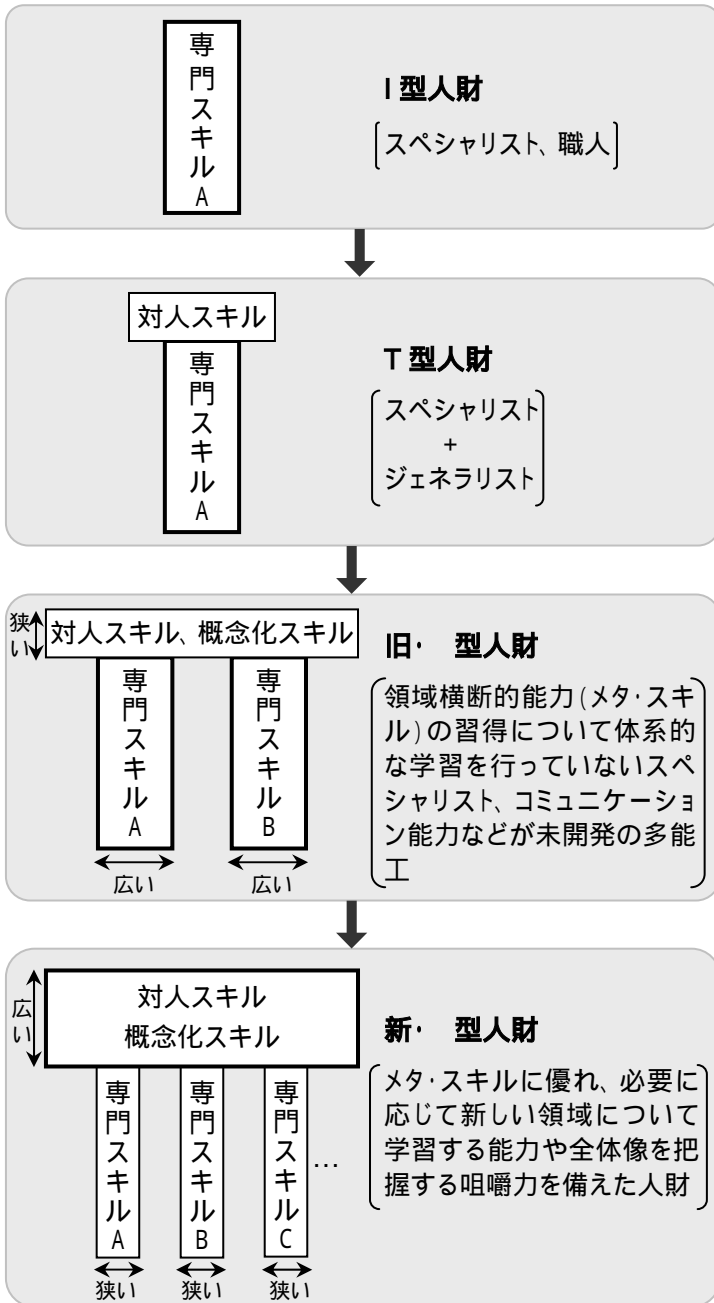 専門スキルA
I 型人財
スペシャリスト、職人
対人スキル
専門スキルA
T 型人財
スペシャリスト
+
ジェネラリスト
狭い
対人スキル、概念化スキル
専門スキルA
専門スキルB
広い
広い
旧・ 型人財
領域横断的能力(メタ・スキ
ル)の習得について体系的
な学習を行っていないスペ
シャリスト、コミュニケーショ
ン能力などが未開発の多能
工
広い
対人スキル
概念化スキル
専門スキルA
専門スキルB
専門スキルC
…
狭い
狭い
狭い
新・ 型人財
メタ・スキルに優れ、必要に
応じて新しい領域について
学習する能力や全体像を把
握する咀嚼力を備えた人財